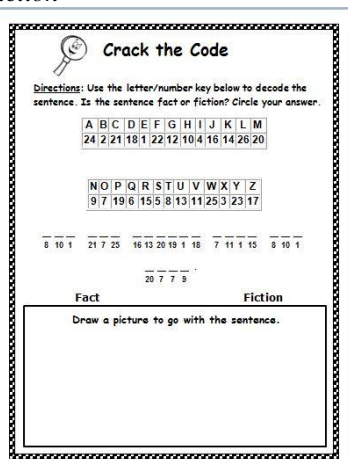 Crack the Code
Directions: Use the letter/number key below to decode the
sentence. Is the sentence fact or fiction? Circle your answer.
A B C D E F G H I J K L M
24 2 21 18 1 22 12 10 4 16 14 26 20
N O P Q R S T U V W X Y Z
9 7 19 6 15 5 8 13 11 25 3 23 17
8 10 1 21 7 25 16 13 20 19 1 18 7 11 1 15 8 10 1
20 7 7 9 .
Fact Fiction
Draw a picture to go with the sentence.